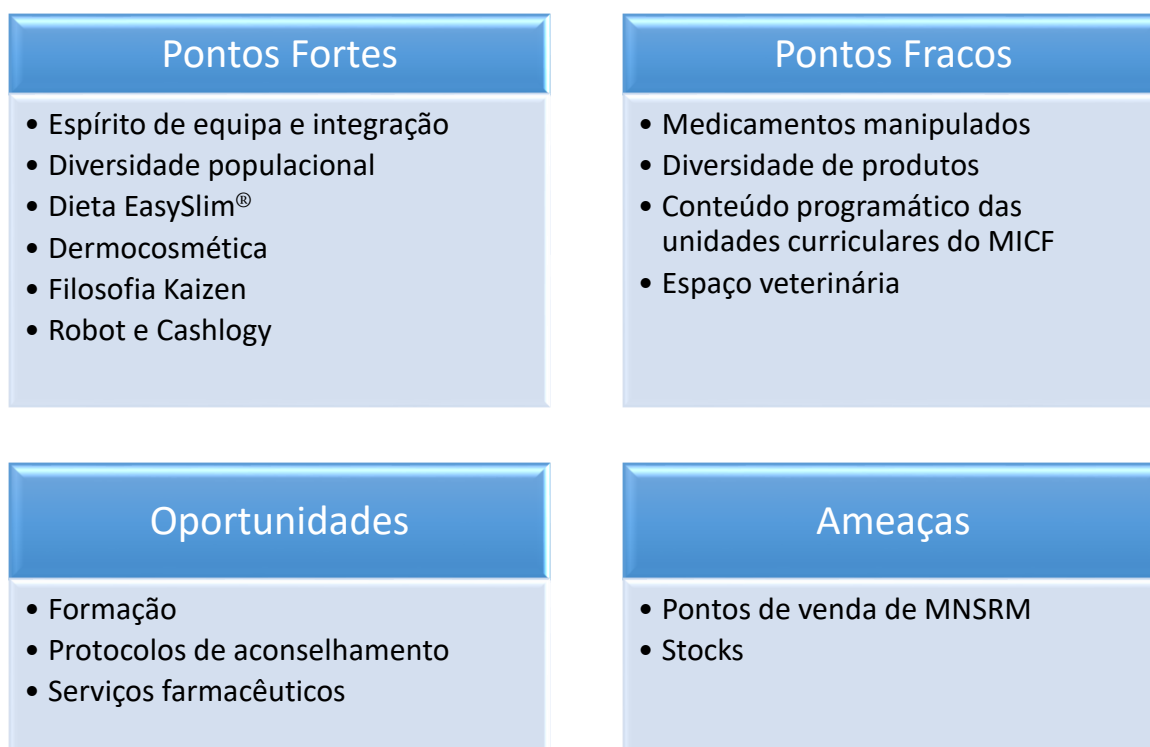 Pontos Fortes
• Espírito de equipa e integração
• Diversidade populacional
• Dieta EasySlim®
• Dermocosmética
• Filosofia Kaizen
• Robot e Cashlogy
Pontos Fracos
• Medicamentos manipulados
• Diversidade de produtos
• Conteúdo programático das
unidades curriculares do MICF
• Espaço veterinária
Oportunidades
• Formação
• Protocolos de aconselhamento
• Serviços farmacêuticos
Ameaças
• Pontos de venda de MNSRM
• Stocks